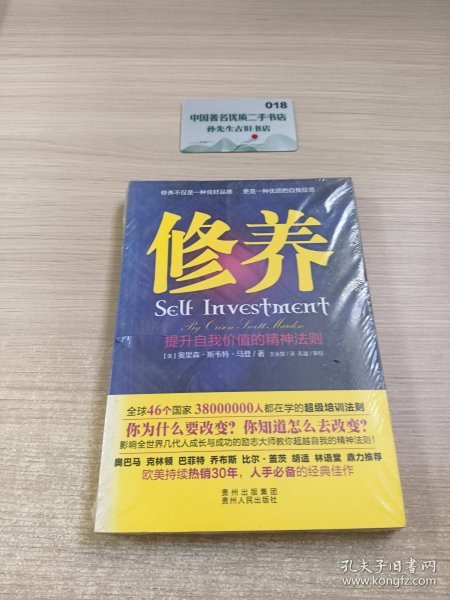 018
中国著名优质二手书店
孙先生古旧书店
修养不仅是一种良好品德 更是一种优质的自我投资
修养
Self Investment
By Orison Swett Marden
提升自我价值的精神法则
【美】奥里森·斯韦特·马登/著 王永智/译 孔谧/审校
全球46个国家 38000000人都在学的超级培训法则
你为什么要改变？你知道怎么去改变？
影响全世界几代人成长与成功的励志大师教你超越自我的精神法则！
奥巴马 克林顿 巴菲特 乔布斯 比尔·盖茨 胡适 林语堂 鼎力推荐
欧美持续热销30年，人手必备的经典佳作
贵州出版集团
贵州人民出版社
孔夫子旧书网
www.kongfz.com